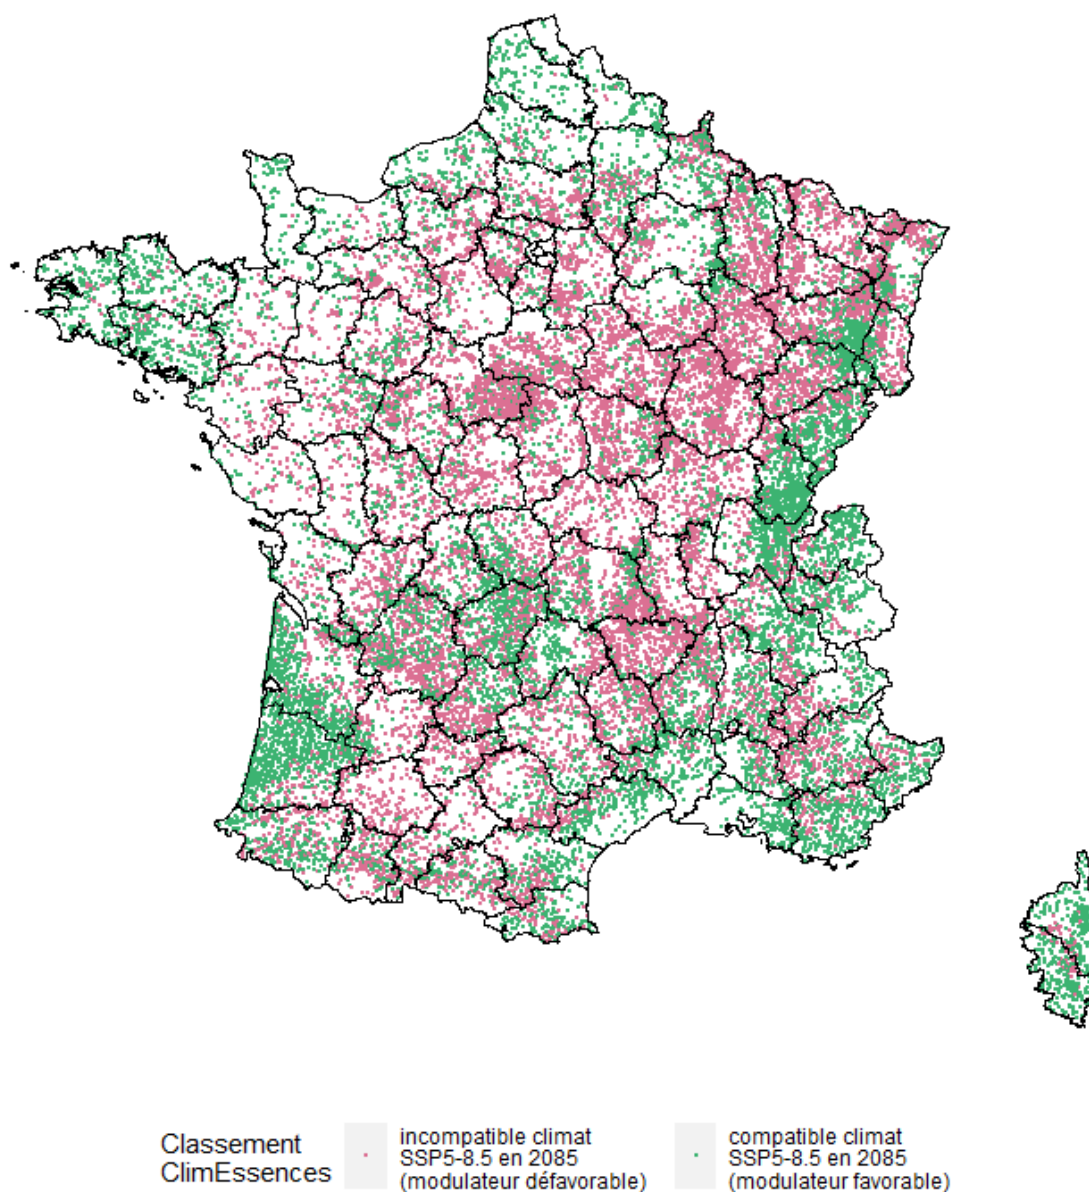 Classement
ClimEssences
incompatible climat
SSP5-8.5 en 2085
(modulateur défavorable)
compatible climat
SSP5-8.5 en 2085
(modulateur favorable)